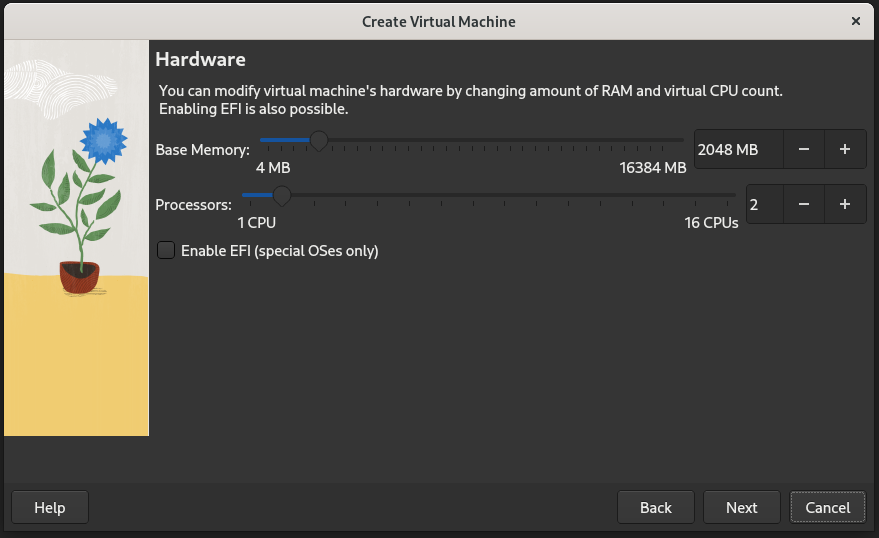 Create Virtual Machine
Hardware
You can modify virtual machine's hardware by changing amount of RAM and virtual CPU count.
Enabling EFI is also possible.
Base Memory:
4 MB
16384 MB
2048 MB
Processors:
1 CPU
16 CPUs
2
Enable EFI (special OSes only)
Help
Back
Next
Cancel